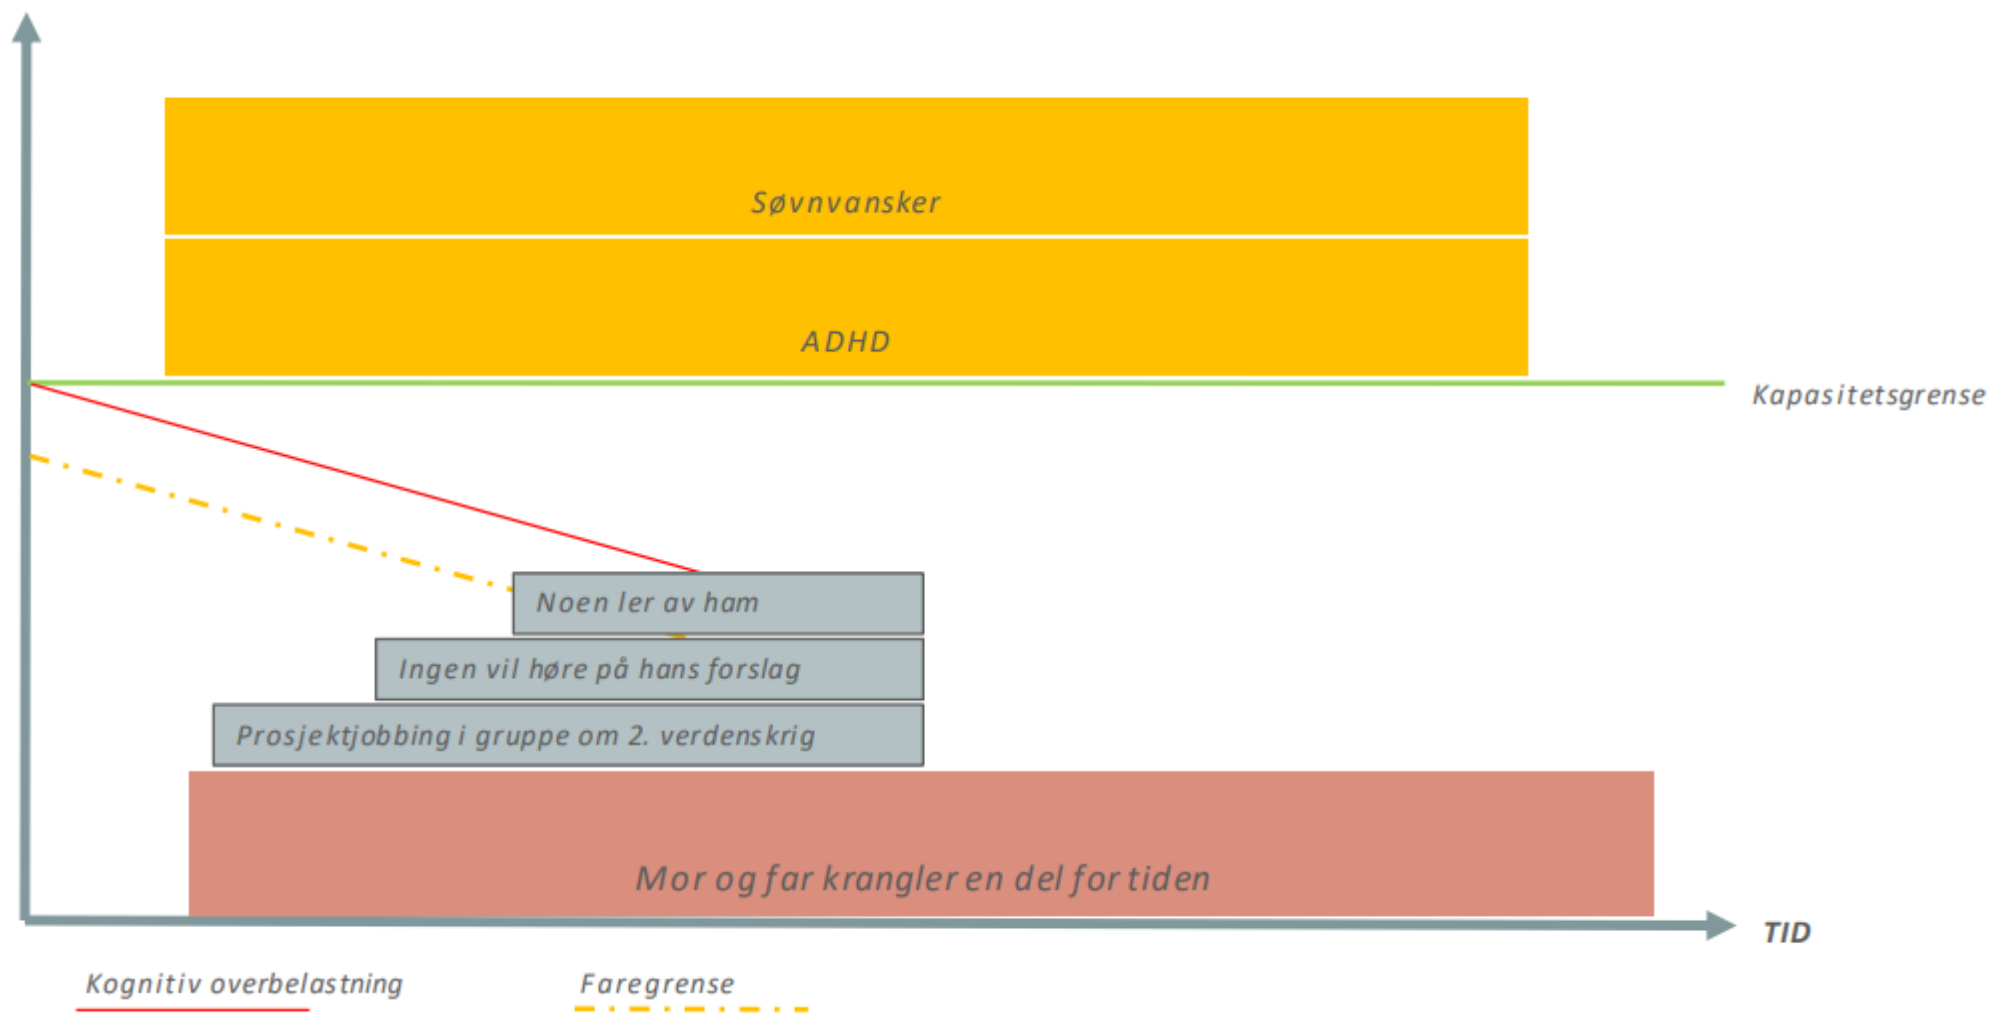 Søvnvansker
ADHD
Kapasitetsgrense
Noen ler av ham
Ingen vil høre på hans forslag
Prosjektjobbing i gruppe om 2. verdenskrig
Mor og far krangler en del for tiden
TID
Kognitiv overbelastning
Faregrense